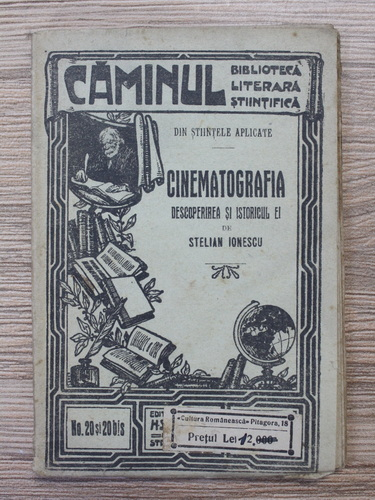 CĂMINUL
BIBLIOTECĂ
LITERARĂ
ŞTIINŢIFICĂ
DIN ŞTIINŢELE APLICATE
CINEMATOGRAFIA
DESCOPERIREA ŞI ISTORICUL EI
DE
STELIAN IONESCU
No. 20 şi 20 bis
EDIT
«Cultura Românească» Pitagora, 18
Preţul Lei 12,000